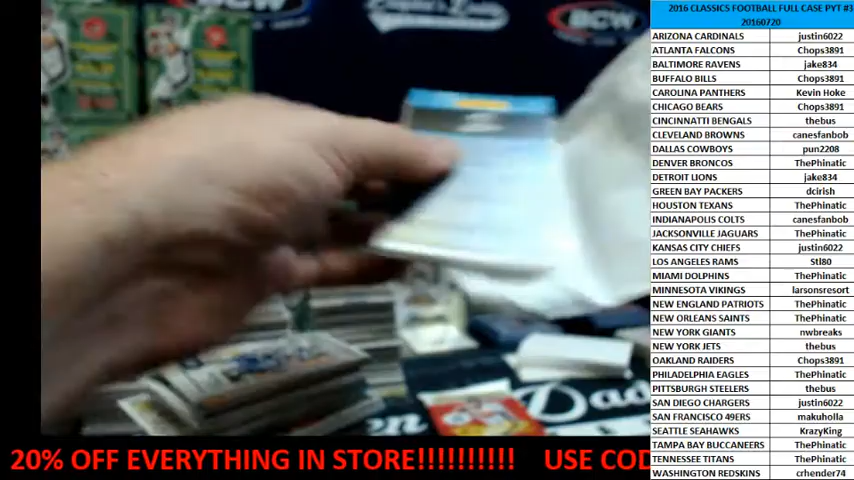 BCW
BCW
2016 CLASSICS FOOTBALL FULL CASE PYT #3
20160720
ARIZONA CARDINALS justin6022
ATLANTA FALCONS Chops3891
BALTIMORE RAVENS jake834
BUFFALO BILLS Chops3891
CAROLINA PANTHERS Kevin Hoke
CHICAGO BEARS Chops3891
CINCINNATI BENGALS thebus
CLEVELAND BROWNS canesfanbob
DALLAS COWBOYS pun2208
DENVER BRONCOS ThePhinatic
DETROIT LIONS jake834
GREEN BAY PACKERS dcirish
HOUSTON TEXANS ThePhinatic
INDIANAPOLIS COLTS canesfanbob
JACKSONVILLE JAGUARS ThePhinatic
KANSAS CITY CHIEFS justin6022
LOS ANGELES RAMS Stl80
MIAMI DOLPHINS ThePhinatic
MINNESOTA VIKINGS larsonsresort
NEW ENGLAND PATRIOTS ThePhinatic
NEW ORLEANS SAINTS ThePhinatic
NEW YORK GIANTS nwbreaks
NEW YORK JETS thebus
OAKLAND RAIDERS Chops3891
PHILADELPHIA EAGLES ThePhinatic
PITTSBURGH STEELERS thebus
SAN DIEGO CHARGERS justin6022
SAN FRANCISCO 49ERS makuholla
SEATTLE SEAHAWKS KrazyKing
TAMPA BAY BUCCANEERS ThePhinatic
TENNESSEE TITANS ThePhinatic
WASHINGTON REDSKINS crhender74
Dad
20% OFF EVERYTHING IN STORE!!!!!!!!!! USE COD